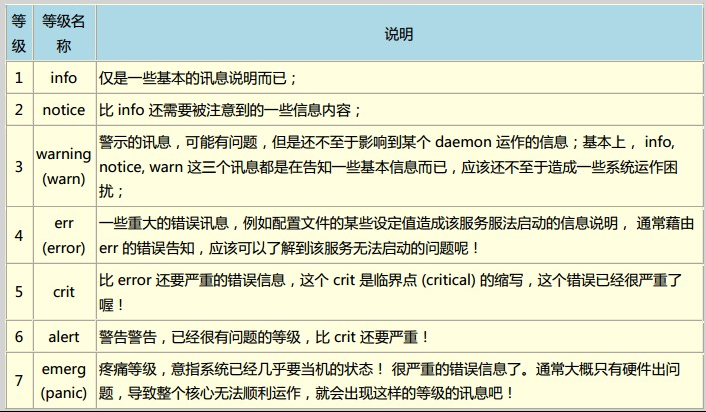 等级 等级名称 说明
1 info 仅是一些基本的讯息说明而已；
2 notice 比 info 还需要被注意到的一些信息内容；
3 warning (warn) 警示的讯息，可能有问题，但是还不至于影响到某个 daemon 运作的信息；基本上， info,
notice, warn 这三个讯息都是在告知一些基本信息而已，应该还不至于造成一些系统运作困
扰；
4 err (error) 一些重大的错误讯息，例如配置文件的某些设定值造成该服务服法启动的信息说明， 通常藉由
err 的错误告知，应该可以了解到该服务无法启动的问题呢！
5 crit 比 error 还要严重的错误信息，这个 crit 是临界点 (critical) 的缩写，这个错误已经很严重了
喔！
6 alert 警告警告，已经很有问题的等级，比 crit 还要严重！
7 emerg (panic) 疼痛等级，意指系统已经几乎要当机的状态！ 很严重的错误信息了。通常大概只有硬件出问
题，导致整个核心无法顺利运作，就会出现这样的等级的讯息吧！